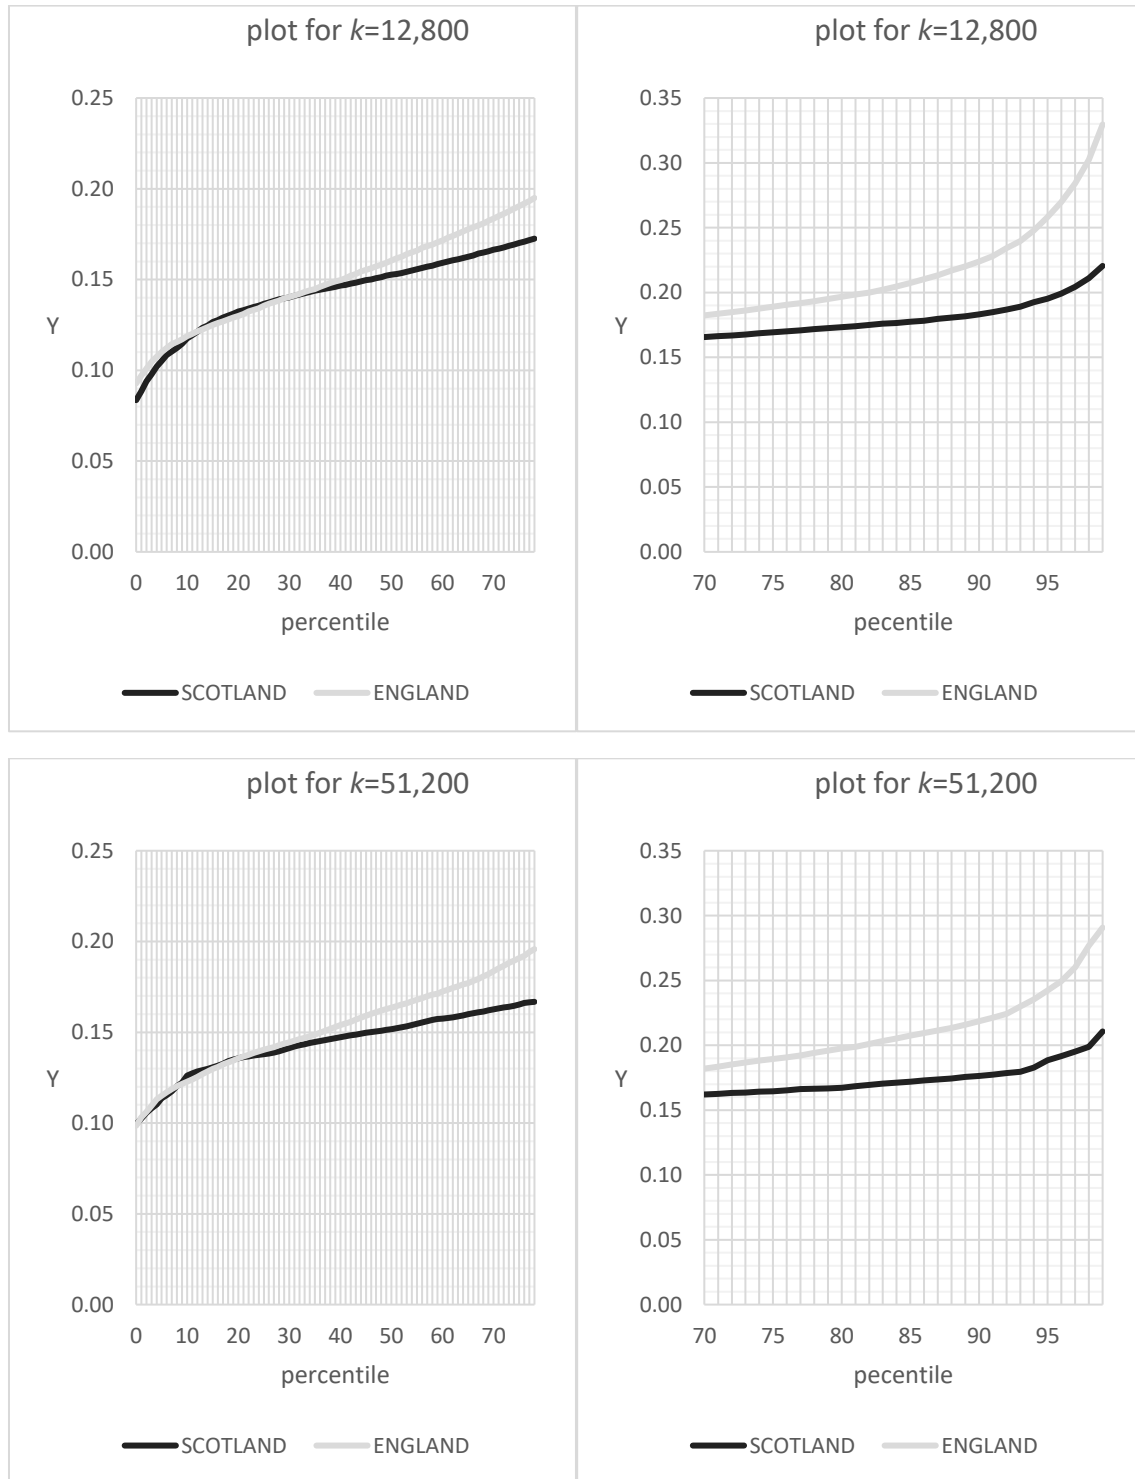 plot for k=12,800
0.25
0.20
0.15
0.10
0.05
0.00
Y
0 10 20 30 40 50 60 70
percentile
SCOTLAND ENGLAND
plot for k=12,800
0.35
0.30
0.25
0.20
0.15
0.10
0.05
0.00
Y
70 75 80 85 90 95
pecentile
SCOTLAND ENGLAND
plot for k=51,200
0.25
0.20
0.15
0.10
0.05
0.00
Y
0 10 20 30 40 50 60 70
percentile
SCOTLAND ENGLAND
plot for k=51,200
0.35
0.30
0.25
0.20
0.15
0.10
0.05
0.00
Y
70 75 80 85 90 95
pecentile
SCOTLAND ENGLAND